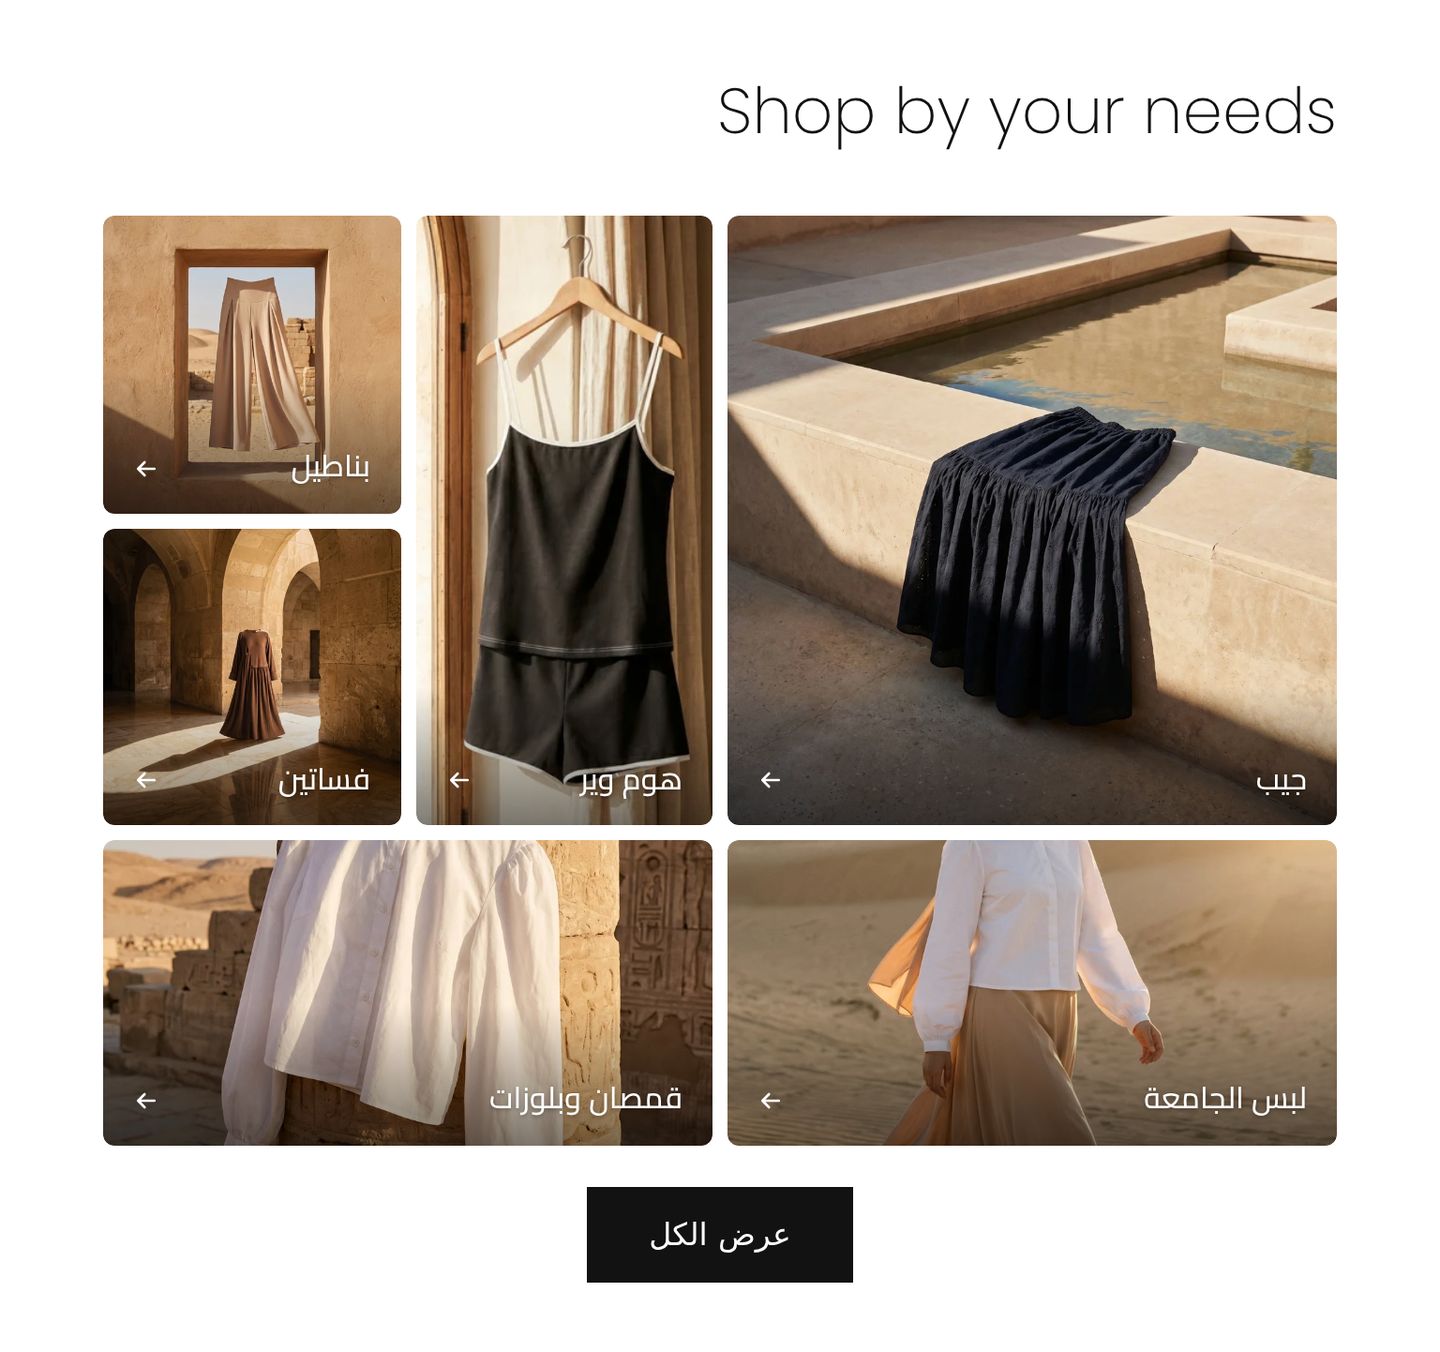 Shop by your needs
جيب
هوم وير
بناطيل
فساتين
لبس الجامعة
قمصان وبلوزات
عرض الكل